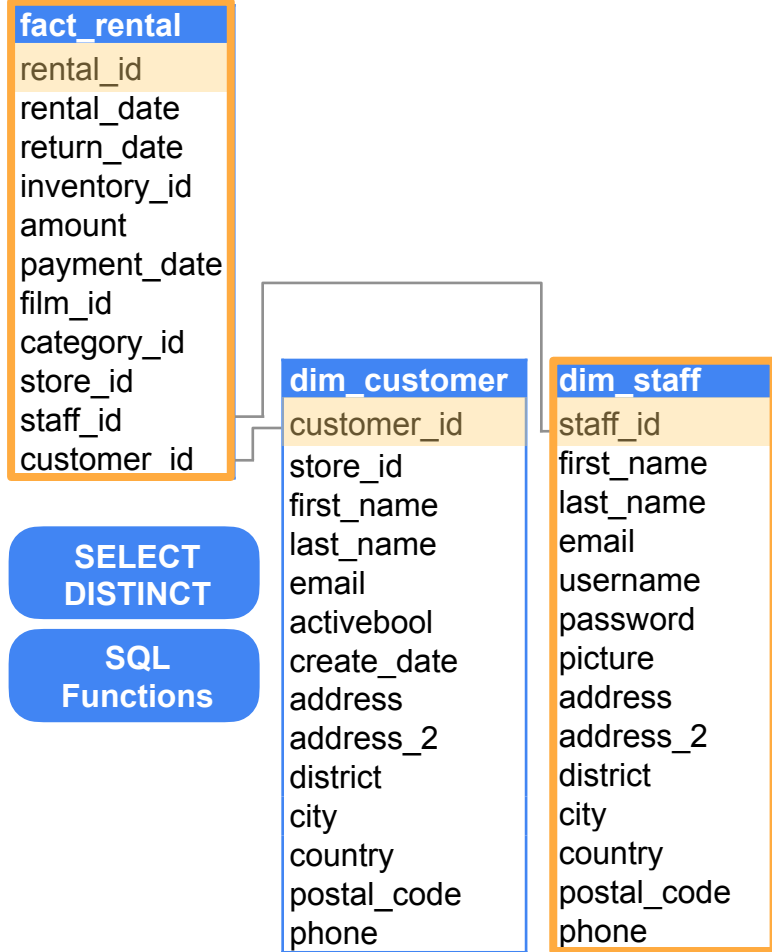 fact_rental
rental_id
rental_date
return_date
inventory_id
amount
payment_date
film_id
category_id
store_id
staff_id
customer_id
SELECT
DISTINCT
SQL
Functions
dim_customer
customer_id
store_id
first_name
last_name
email
activebool
create_date
address
address_2
district
city
country
postal_code
phone
dim_staff
staff_id
first_name
last_name
email
username
password
picture
address
address_2
district
city
country
postal_code
phone